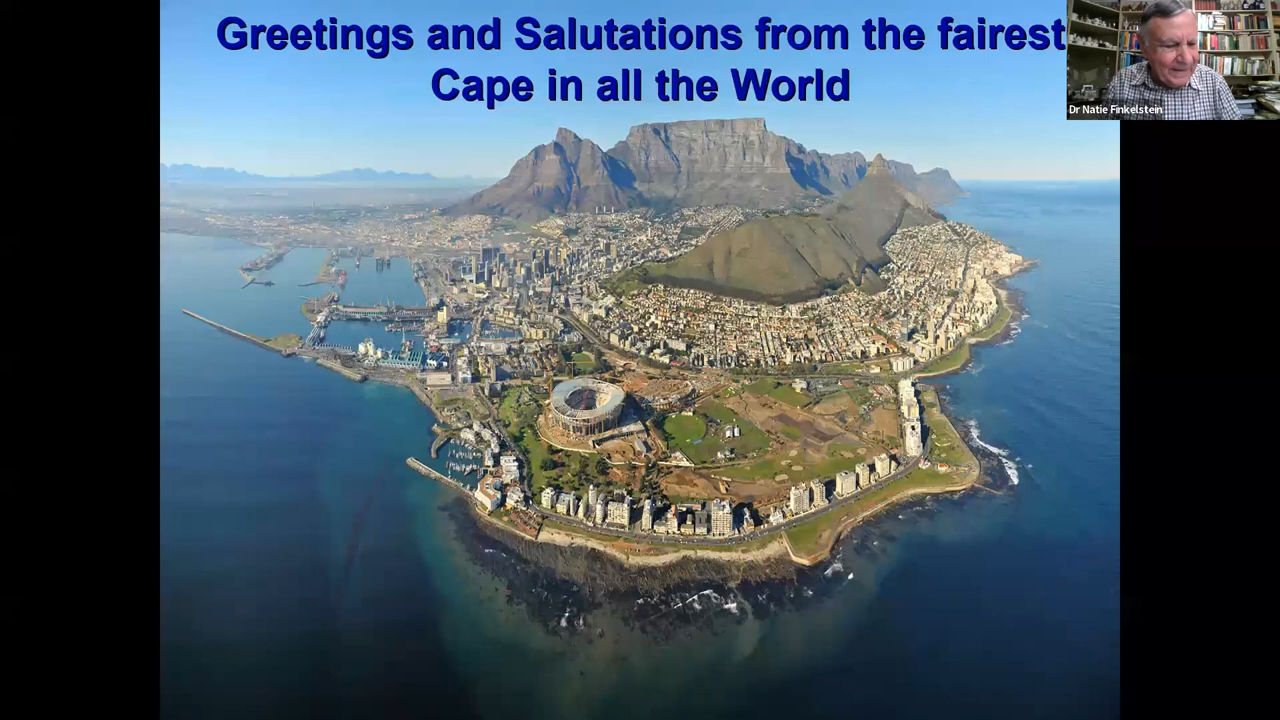 Greetings and Salutations from the fairest
Cape in all the World
Dr Natie Finkelstein